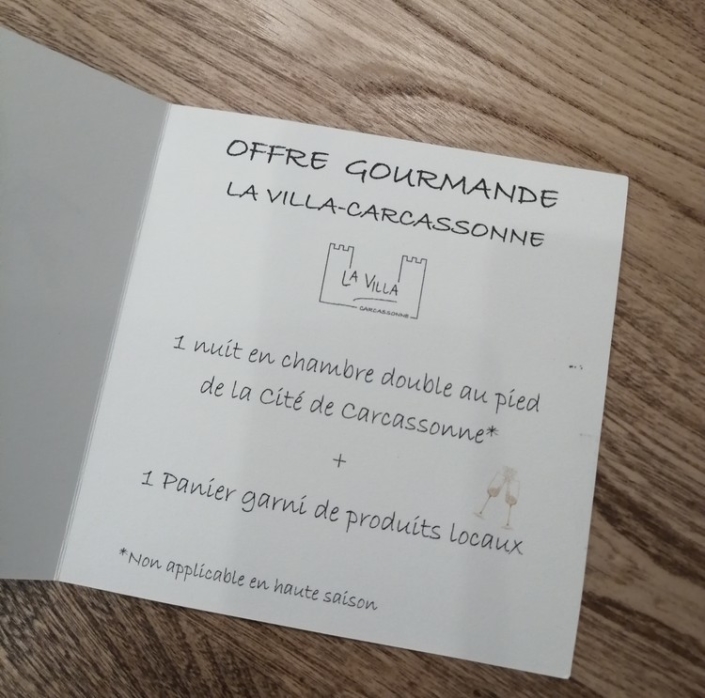 OFFRE GOURMANDE
LA VILLA-CARCASSONNE
LA VILLA
CARCASSONNE
1 nuit en chambre double au pied
de la Cité de Carcassonne*
+
1 Panier garni de produits locaux
*Non applicable en haute saison